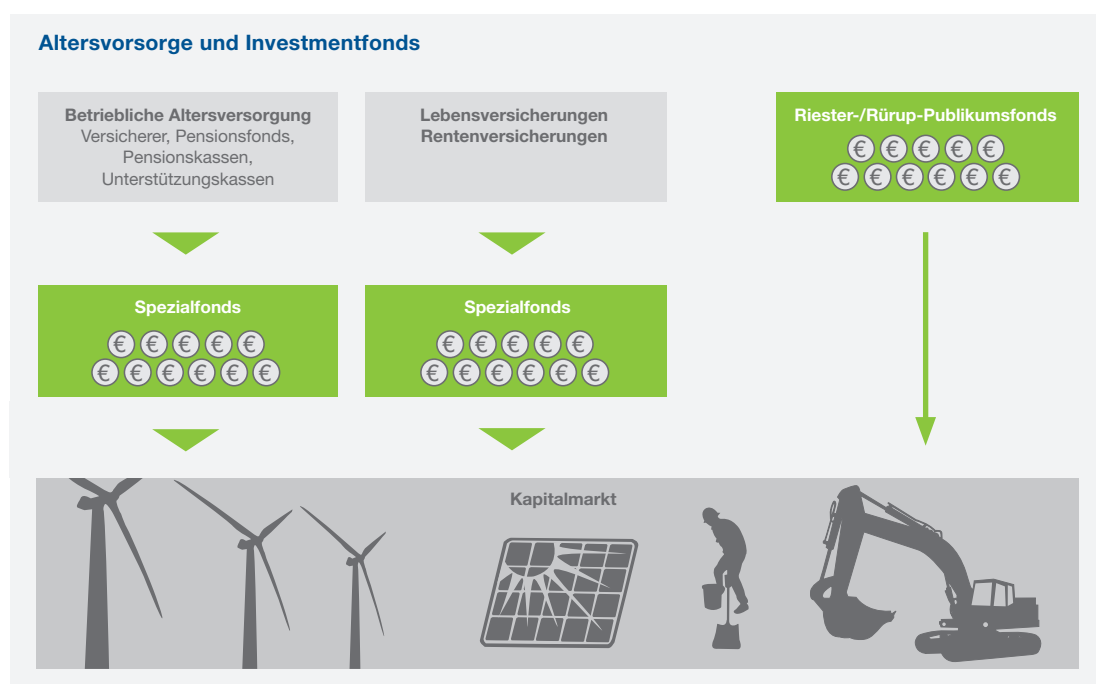 Altersvorsorge und Investmentfonds
Betriebliche Altersversorgung
Versicherer, Pensionsfonds,
Pensionskassen,
Unterstützungskassen
Lebensversicherungen
Rentenversicherungen
Riester-/Rürup-Publikumsfonds
€ € € € €
€ € € € € €
Spezialfonds
€ € € € €
€ € € € € €
Spezialfonds
€ € € € €
€ € € € € €
Kapitalmarkt